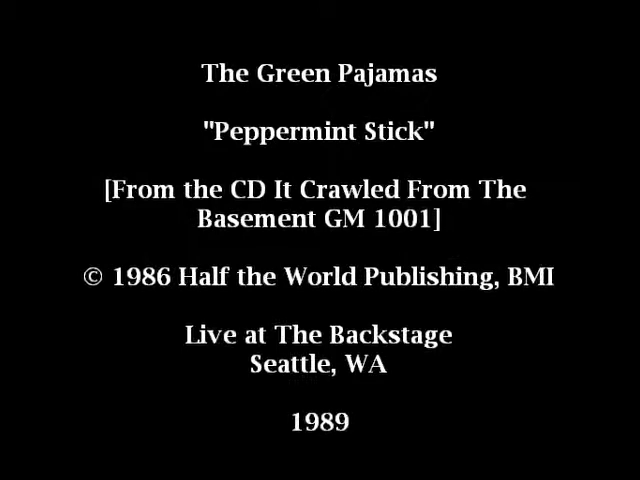 The Green Pajamas
"Peppermint Stick"
[From the CD It Crawled From The
Basement GM 1001]
© 1986 Half the World Publishing, BMI
Live at The Backstage
Seattle, WA
1989